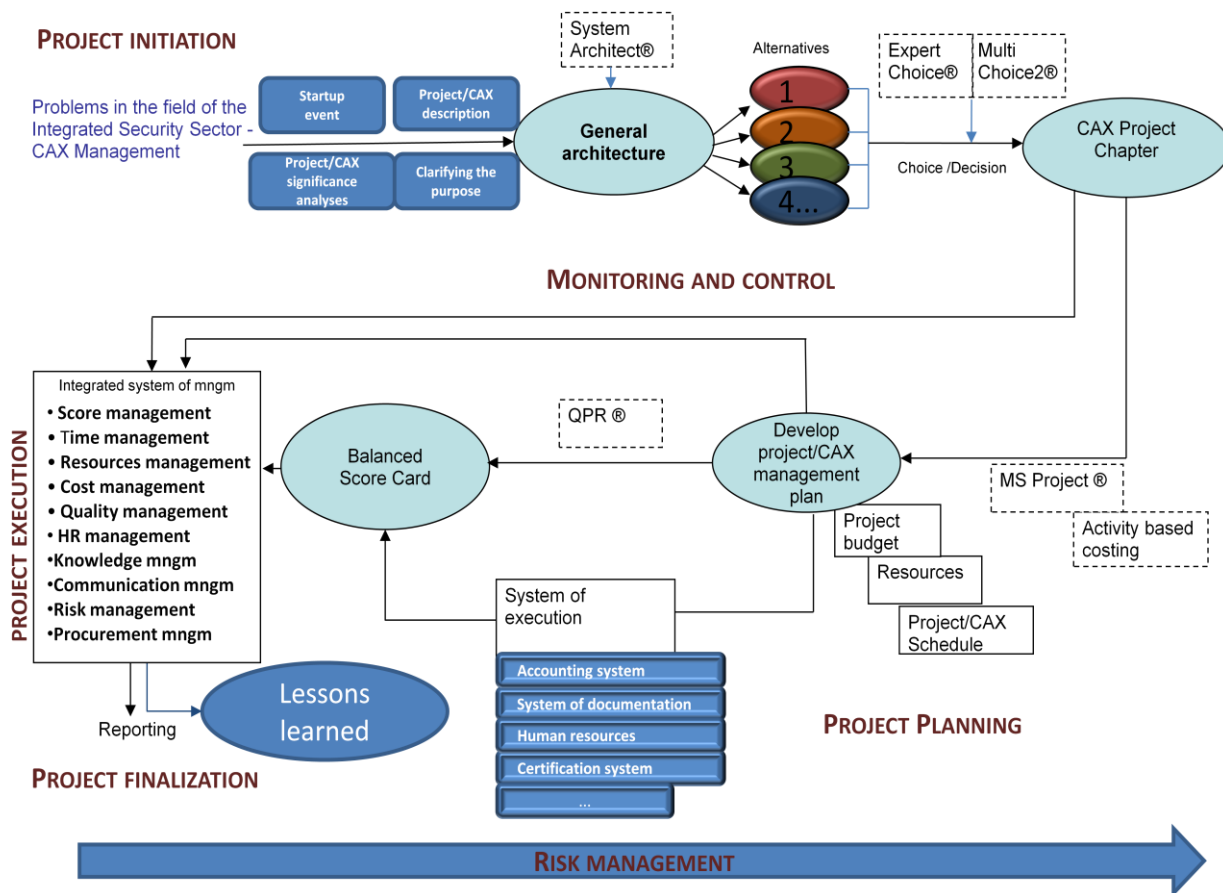 PROJECT INITIATION
System
Architect®
Alternatives
Expert
Choice®
Multi
Choice2®
Problems in the field of the
Integrated Security Sector -
CAX Management
Startup
event
Project/CAX
description
Project/CAX
significance
analyses
Clarifying the
purpose
General
architecture
1
2
3
4...
Choice /Decision
CAX Project
Chapter
MONITORING AND CONTROL
PROJECT EXECUTION
Integrated system of mngm
• Score management
• Time management
• Resources management
• Cost management
• Quality management
• HR management
•Knowledge mngm
•Communication mngm
•Risk management
•Procurement mngm
Balanced
Score Card
QPR ®
Develop
project/CAX
management
plan
MS Project ®
Activity based
costing
Project
budget
Resources
Project/CAX
Schedule
System of
execution
Accounting system
System of documentation
Human resources
Certification system
...
Reporting
Lessons
learned
PROJECT PLANNING
PROJECT FINALIZATION
RISK MANAGEMENT